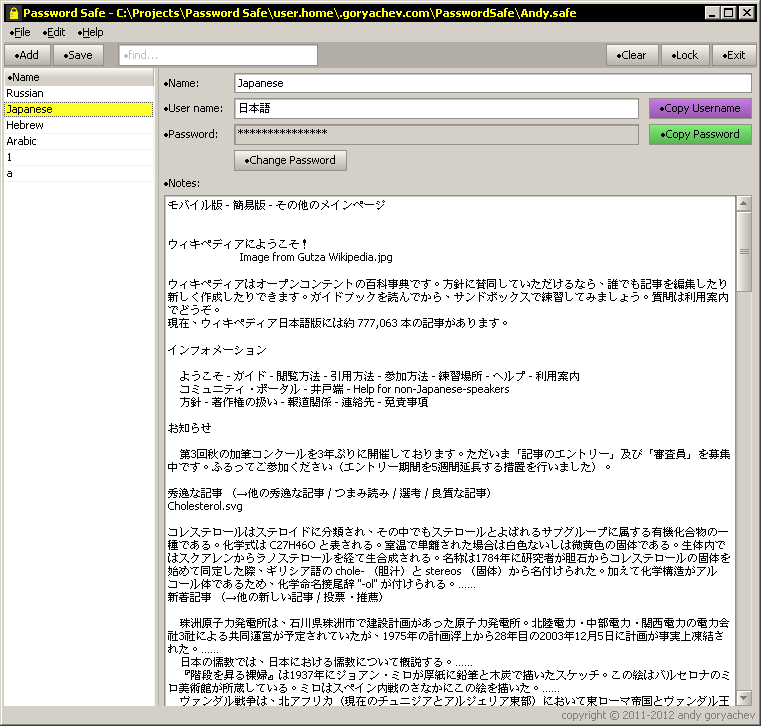 Password Safe - C:\Projects\Password Safe\user.home\.goryachev.com\PasswordSafe\Andy.safe
•File •Edit •Help
•Add •Save •find... •Clear •Lock •Exit
•Name
Russian
Japanese
Hebrew
Arabic
1
a
•Name: Japanese
•User name: 日本語 •Copy Username
•Password: *************** •Copy Password
•Change Password
•Notes:
モバイル版 - 簡易版 - その他のメインページ
ウィキペディアにようこそ！
Image from Gutza Wikipedia.jpg
ウィキペディアはオープンコンテントの百科事典です。方針に賛同していただけるなら、誰でも記事を編集したり
新しく作成したりできます。ガイドブックを読んでから、サンドボックスで練習してみましょう。質問は利用案内
でどうぞ。
現在、ウィキペディア日本語版には約 777,063 本の記事があります。
インフォメーション
ようこそ - ガイド - 閲覧方法 - 引用方法 - 参加方法 - 練習場所 - ヘルプ - 利用案内
コミュニティ・ポータル - 井戸端 - Help for non-Japanese-speakers
方針 - 著作権の扱い - 報道関係 - 連絡先 - 免責事項
お知らせ
第3回秋の加筆コンクールを3年ぶりに開催しております。ただいま「記事のエントリー」及び「審査員」を募集
中です。ふるってご参加ください（エントリー期間を5週間延長する措置を行いました）。
秀逸な記事 （→他の秀逸な記事 / つまみ読み / 選考 / 良質な記事）
Cholesterol.svg
コレステロールはステロイドに分類され、その中でもステロールとよばれるサブグループに属する有機化合物の一
種である。化学式は C27H46O と表される。室温で単離された場合は白色ないしは微黄色の固体である。生体内で
はスクアレンからラノステロールを経て生合成される。名称は1784年に研究者が胆石からコレステロールの固体を
始めて同定した際、ギリシア語の chole- （胆汁）と stereos （固体）から名付けられた。加えて化学構造がアル
コール体であるため、化学命名接尾辞 "-ol" が付けられる。……
新着記事 （→他の新しい記事 / 投票・推薦）
珠洲原子力発電所は、石川県珠洲市で建設計画があった原子力発電所。北陸電力・中部電力・関西電力の電力会
社3社による共同運営が予定されていたが、1975年の計画浮上から28年目の2003年12月5日に計画が事実上凍結さ
れた。……
日本の儒教では、日本における儒教について概説する。……
『階段を昇る裸婦』は1937年にジョアン・ミロが厚紙に鉛筆と木炭で描いたスケッチ。この絵はバルセロナのミ
ロ美術館が所蔵している。ミロはスペイン内戦のさなかにこの絵を描いた。……
ヴァンダル戦争は、北アフリカ（現在のチュニジアとアルジェリア東部）において東ローマ帝国とヴァンダル王
copyright © 2011-2012 andy goryachev